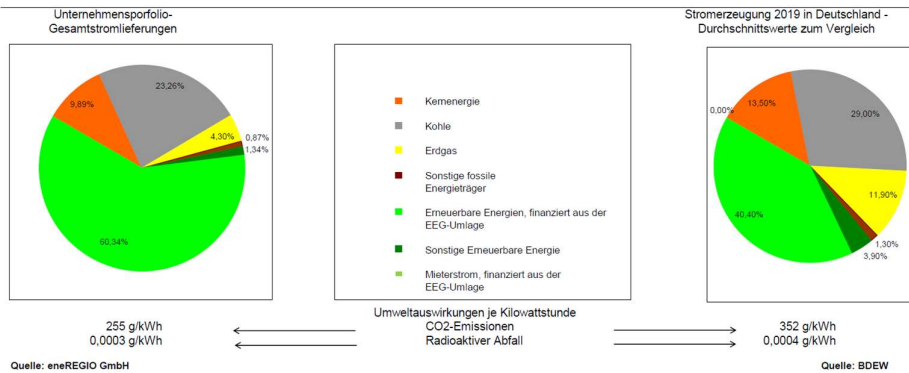 Unternehmensporfolio-
Gesamtstromlieferungen
9,89%
23,26%
4,30%
0,87%
1,34%
60,34%
Kernenergie
Kohle
Erdgas
Sonstige fossile
Energieträger
Erneuerbare Energien, finanziert aus der
EEG-Umlage
Sonstige Erneuerbare Energie
Mieterstrom, finanziert aus der
EEG-Umlage
Stromerzeugung 2019 in Deutschland -
Durchschnittswerte zum Vergleich
0,00%
13,50%
29,00%
11,90%
1,30%
3,90%
40,40%
Umweltauswirkungen je Kilowattstunde
255 g/kWh CO2-Emissionen 352 g/kWh
0,0003 g/kWh Radioaktiver Abfall 0,0004 g/kWh
Quelle: eneREGIO GmbH Quelle: BDEW